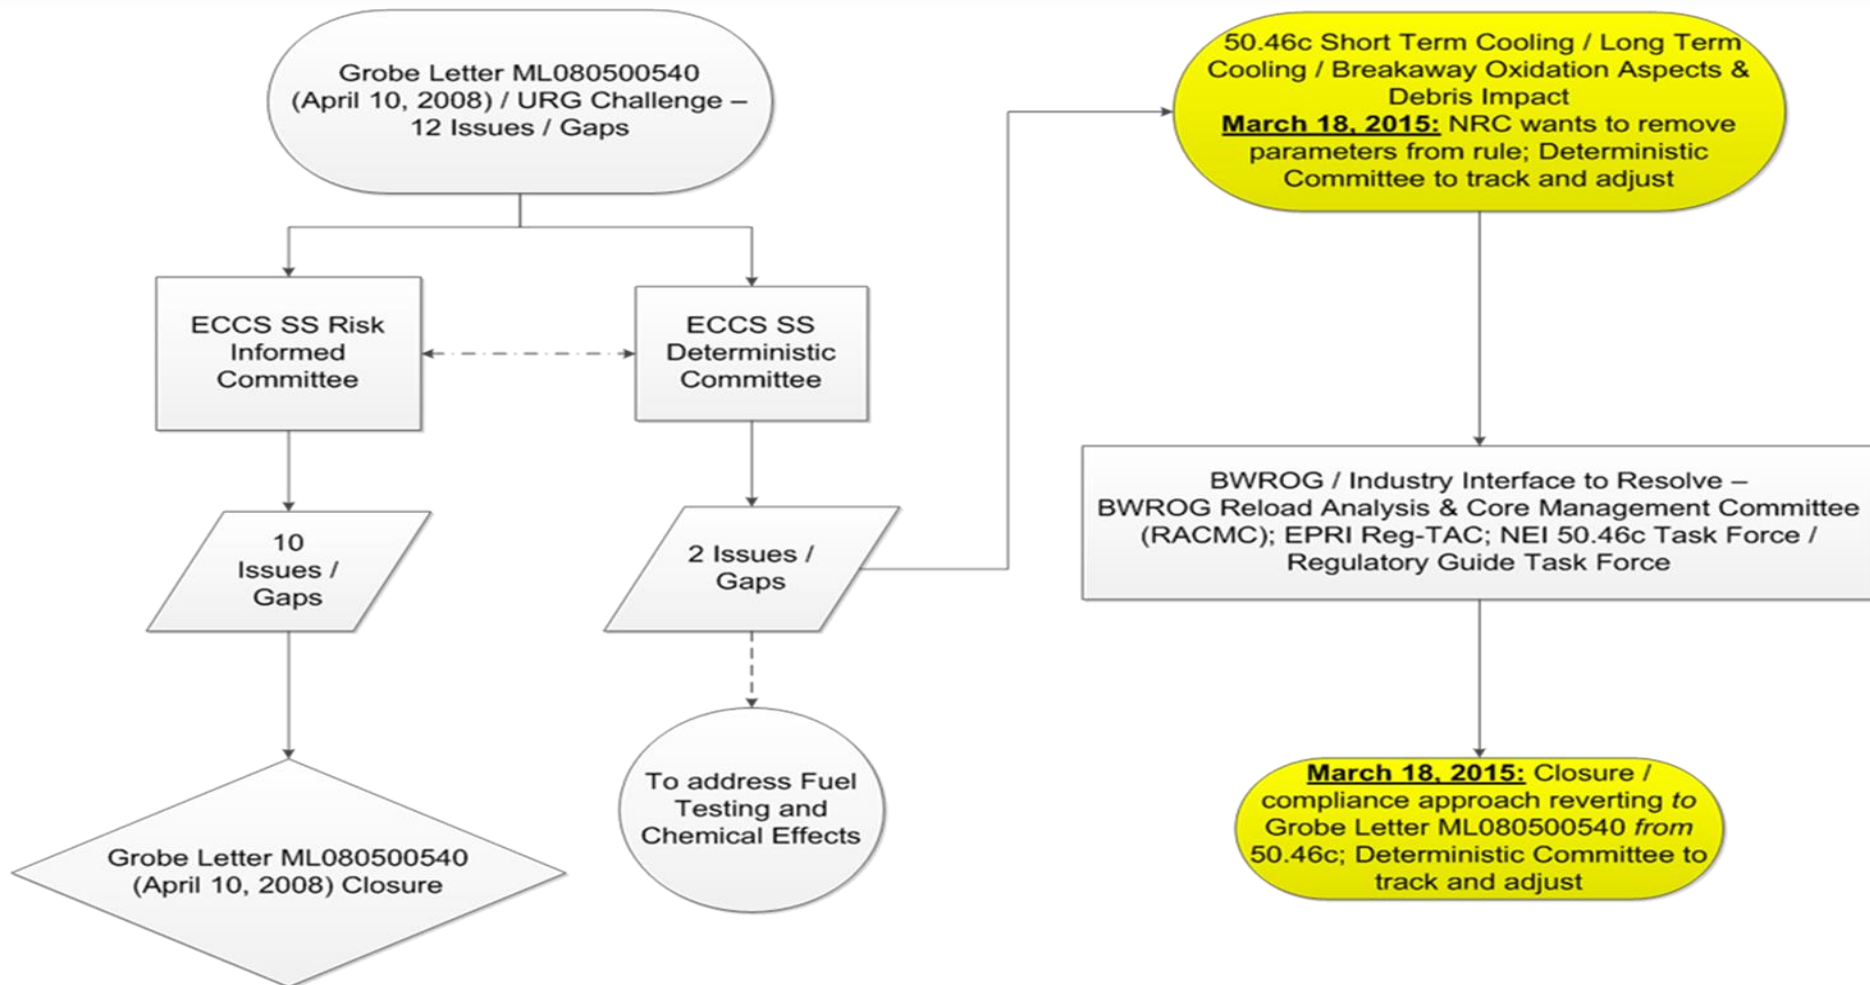 Grobe Letter ML080500540
(April 10, 2008) / URG Challenge –
12 Issues / Gaps
ECCS SS Risk
Informed
Committee
ECCS SS
Deterministic
Committee
10
Issues /
Gaps
2 Issues /
Gaps
Grobe Letter ML080500540
(April 10, 2008) Closure
To address Fuel
Testing and
Chemical Effects
50.46c Short Term Cooling / Long Term
Cooling / Breakaway Oxidation Aspects &
Debris Impact
March 18, 2015: NRC wants to remove
parameters from rule; Deterministic
Committee to track and adjust
BWROG / Industry Interface to Resolve –
BWROG Reload Analysis & Core Management Committee
(RACMC); EPRI Reg-TAC; NEI 50.46c Task Force /
Regulatory Guide Task Force
March 18, 2015: Closure /
compliance approach reverting to
Grobe Letter ML080500540 from
50.46c; Deterministic Committee to
track and adjust